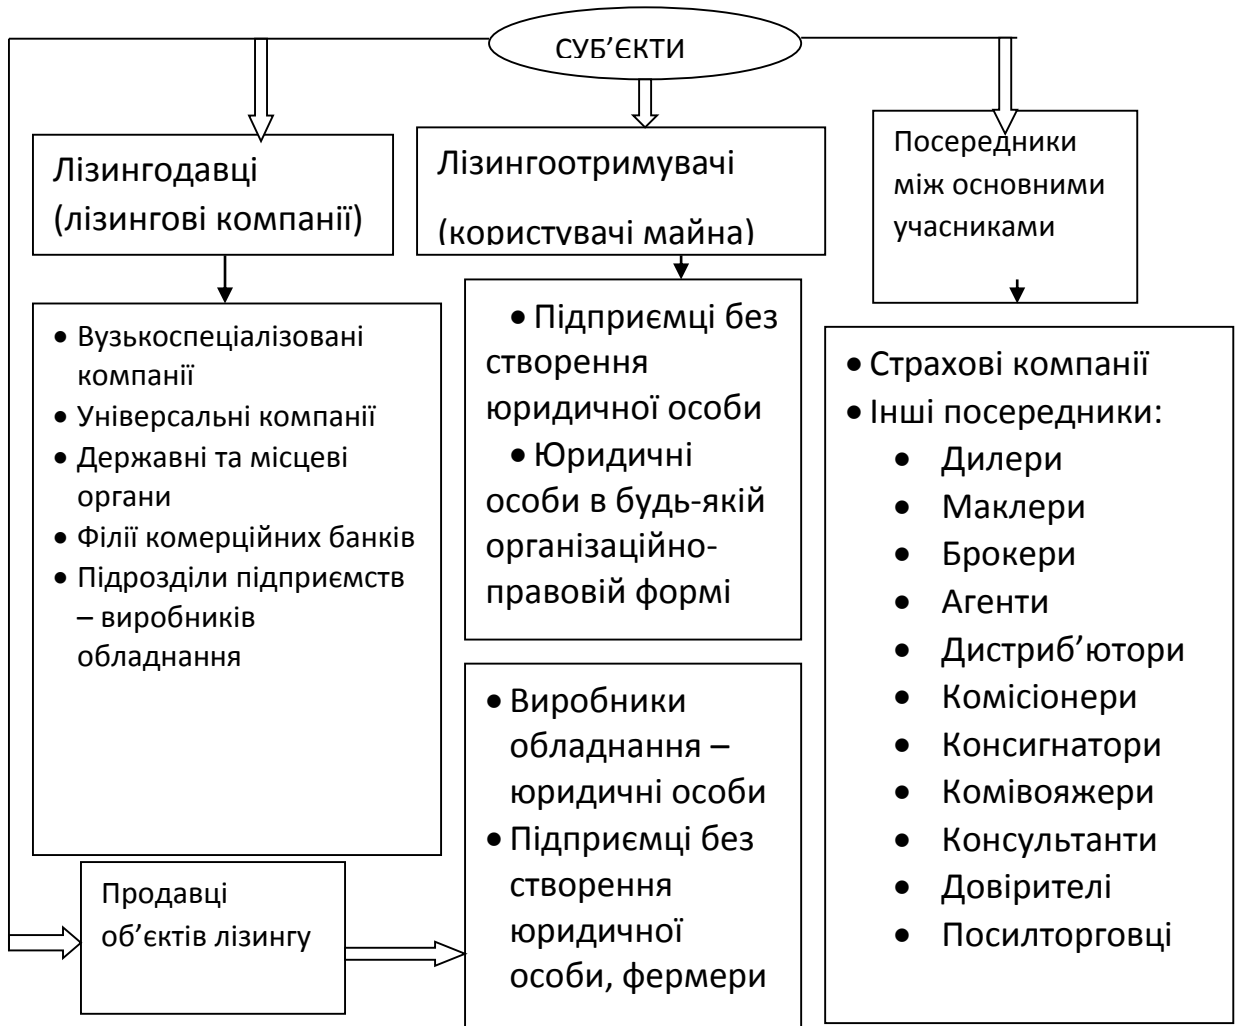 СУБ’ЄКТИ
Лізингодавці
(лізингові компанії)
Лізингоотримувачі
(користувачі майна)
Посередники
між основними
учасниками
• Вузькоспеціалізовані
компанії
• Універсальні компанії
• Державні та місцеві
органи
• Філії комерційних банків
• Підрозділи підприємств
– виробників
обладнання
• Підприємці без
створення
юридичної особи
• Юридичні
особи в будь-якій
організаційно-
правовій формі
• Страхові компанії
• Інші посередники:
• Дилери
• Маклери
• Брокери
• Агенти
• Дистриб’ютори
• Комісіонери
• Консигнатори
• Комівояжери
• Консультанти
• Довірителі
• Посилторговці
Продавці
об’єктів лізингу
• Виробники
обладнання –
юридичні особи
• Підприємці без
створення
юридичної
особи, фермери